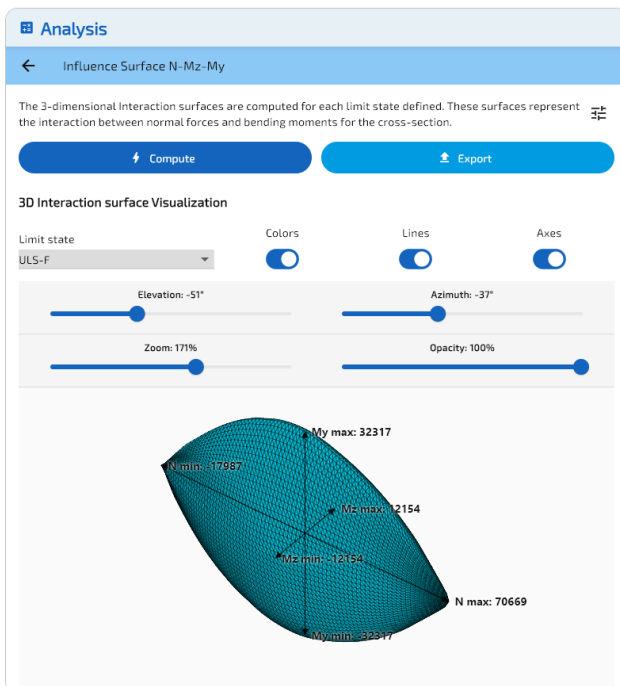 Analysis
Influence Surface N-Mz-My
The 3-dimensional Interaction surfaces are computed for each limit state defined. These surfaces represent
the interaction between normal forces and bending moments for the cross-section.
Compute
Export
3D Interaction surface Visualization
Limit state
ULS-F
Colors
Lines
Axes
Elevation: -51°
Azimuth: -37°
Zoom: 171%
Opacity: 100%
My max: 32317
N min: -17987
Mz max: 12154
Mz min: -12154
N max: 70669
My min: -32317